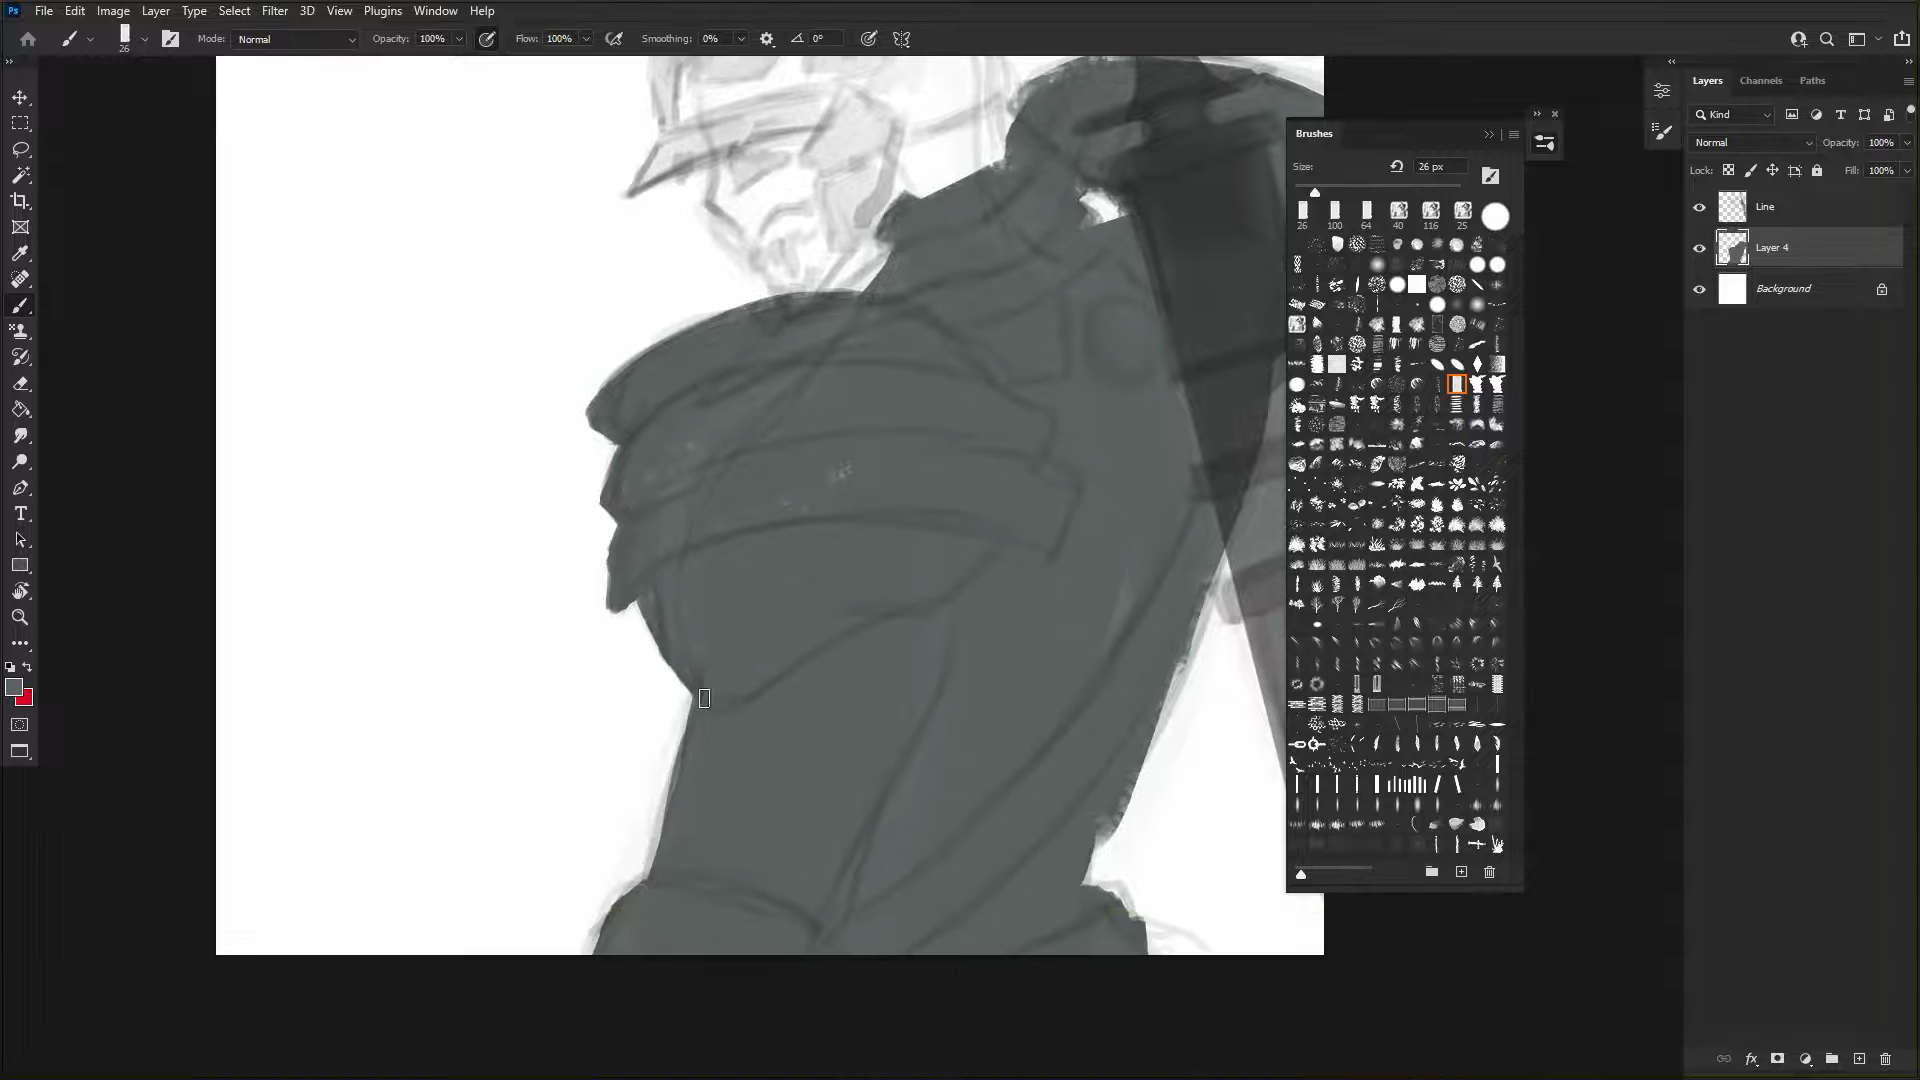 Ps File Edit Image Layer Type Select Filter 3D View Plugins Window Help
26 Mode: Normal Opacity: 100% Flow: 100% Smoothing: 0% 0°
Layers Channels Paths
Kind
Normal Opacity: 100%
Lock: Fill: 100%
Line
Layer 4
Background
Brushes
Size: 26 px
26 100 64 40 116 25
T
fx